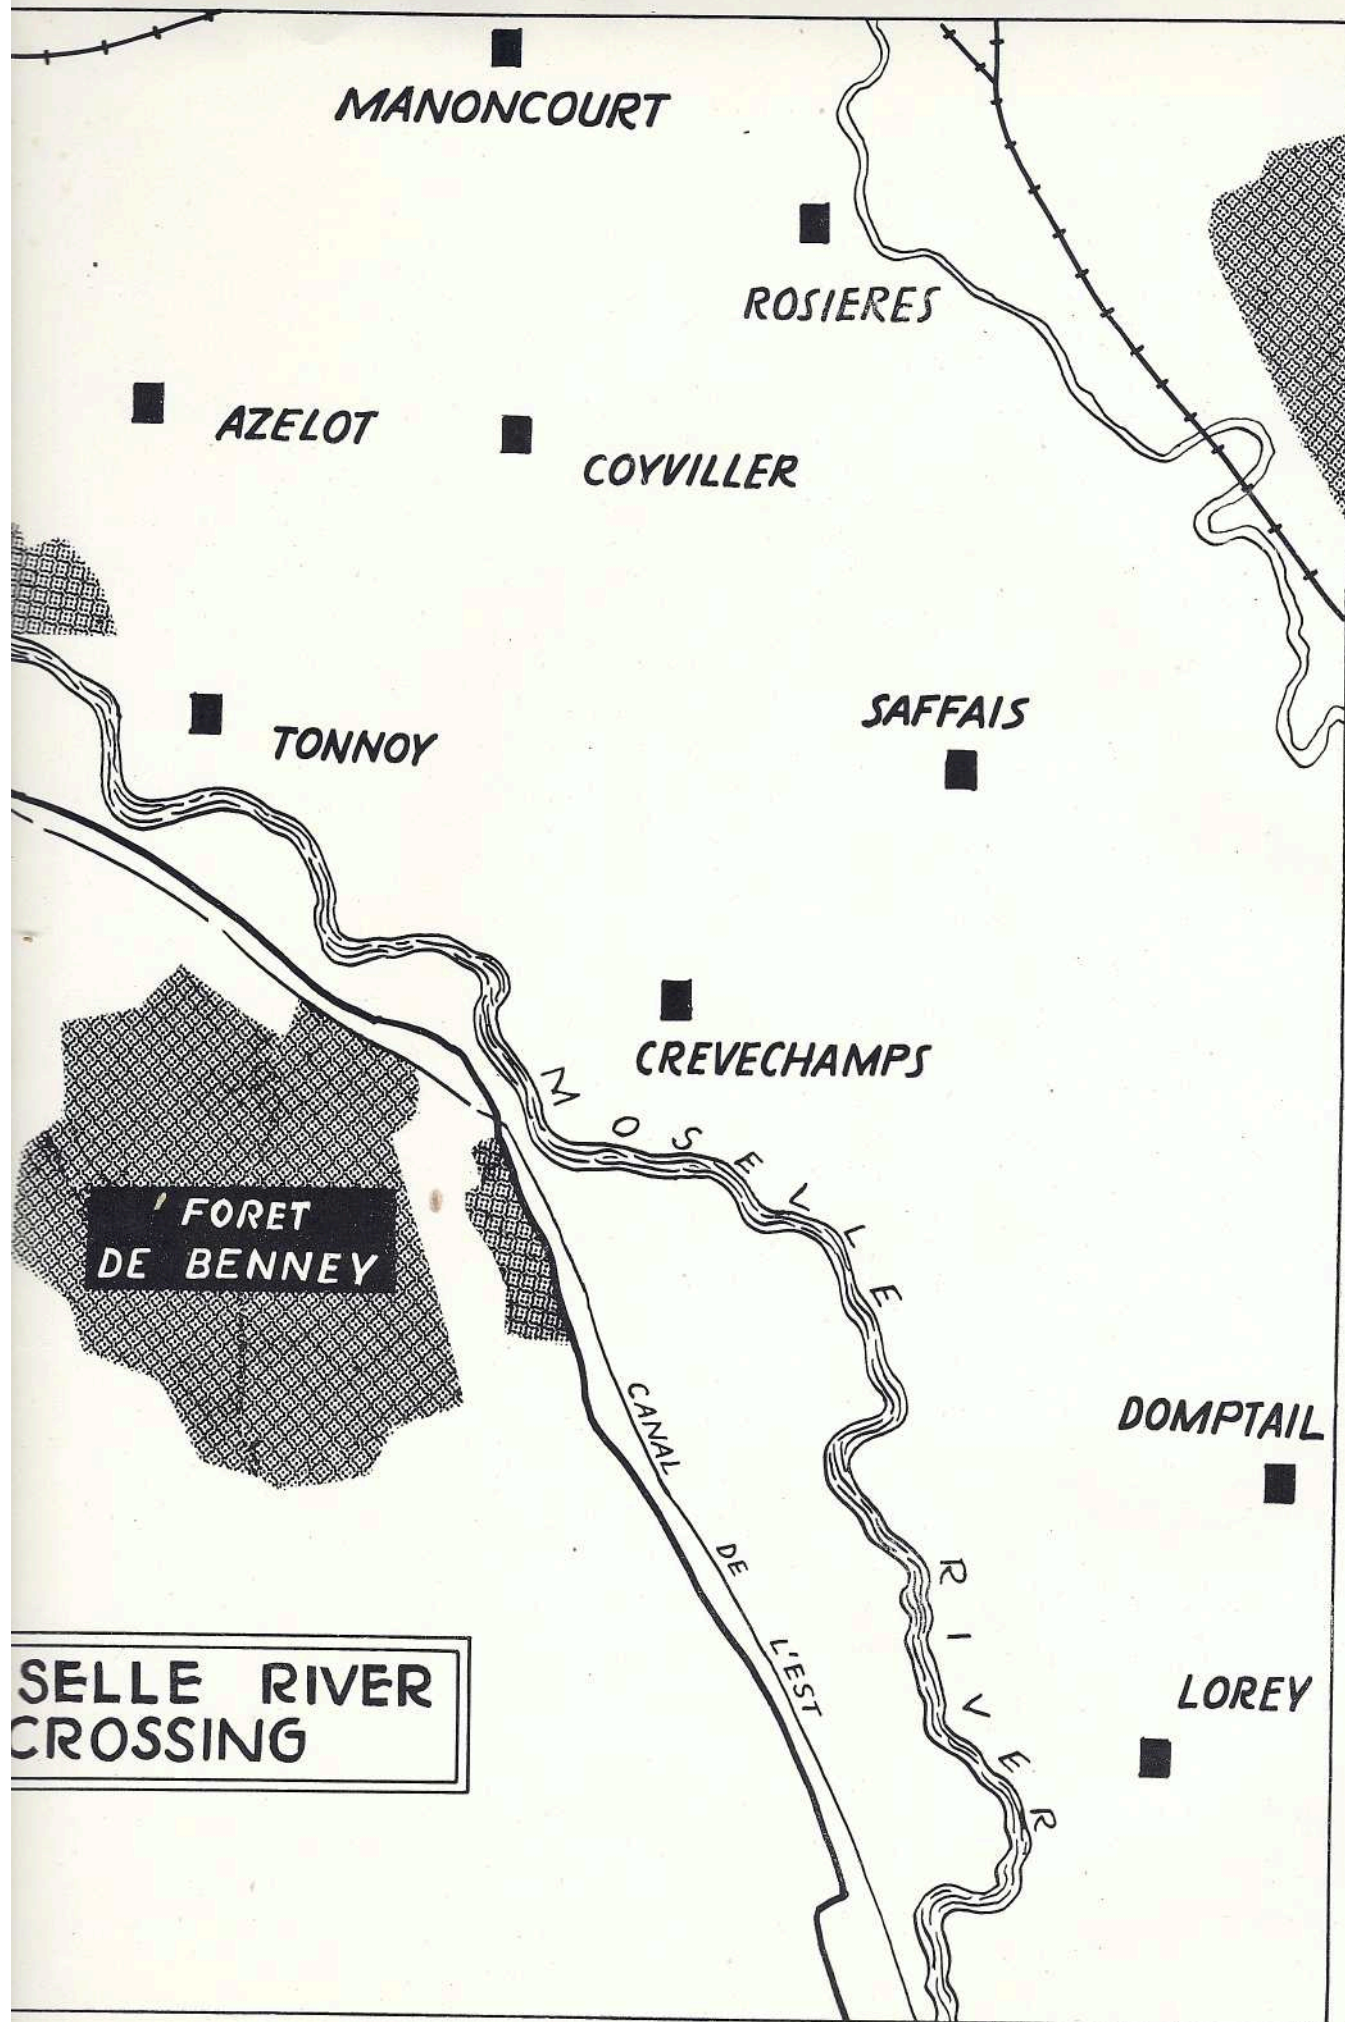 MANONCOURT
ROSIERES
AZELOT
COYVILLER
SAFFAIS
TONNOY
CREVECHAMPS
MOSELLE RIVER
FORET
DE BENNEY
CANAL DE L'EST
DOMPTAIL
LOREY
SELLE RIVER
CROSSING